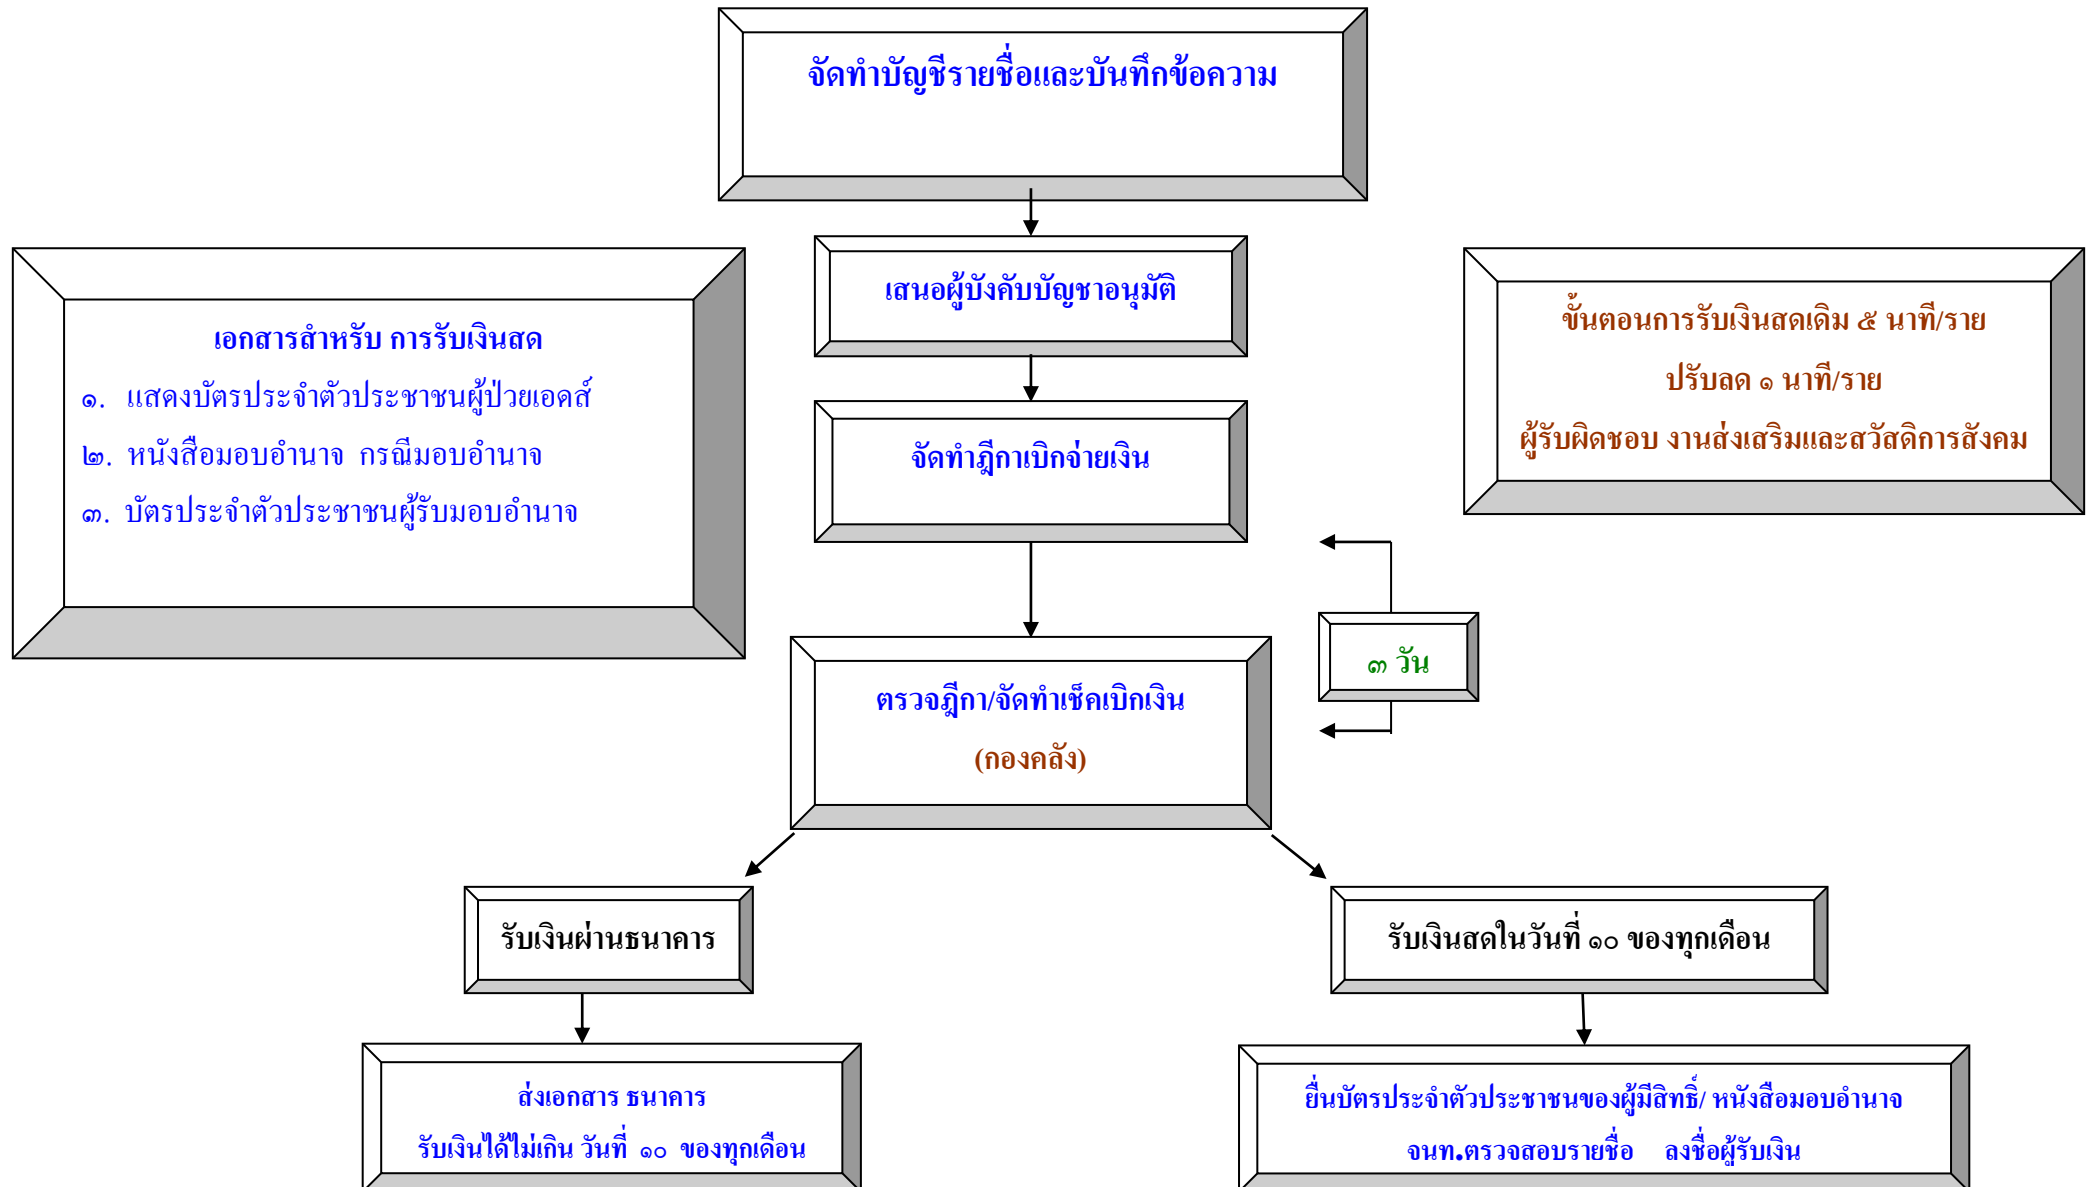 จัดทำบัญชีรายชื่อและบันทึกข้อความ
เสนอผู้บังคับบัญชาอนุมัติ
เอกสารสำหรับ การรับเงินสด
๑. แสดงบัตรประจำตัวประชาชนผู้ป่วยเอดส์
๒. หนังสือมอบอำนาจ กรณีมอบอำนาจ
๓. บัตรประจำตัวประชาชนผู้รับมอบอำนาจ
ขั้นตอนการรับเงินสดเดิม ๕ นาที/ราย
ปรับลด ๑ นาที/ราย
ผู้รับผิดชอบ งานส่งเสริมและสวัสดิการสังคม
จัดทำฎีกาเบิกจ่ายเงิน
๓ วัน
ตรวจฎีกา/จัดทำเช็คเบิกเงิน
(กองคลัง)
รับเงินผ่านธนาคาร
รับเงินสดในวันที่ ๑๐ ของทุกเดือน
ส่งเอกสาร ธนาคาร
รับเงินได้ไม่เกิน วันที่ ๑๐ ของทุกเดือน
ยื่นบัตรประจำตัวประชาชนของผู้มีสิทธิ์/ หนังสือมอบอำนาจ
จนท.ตรวจสอบรายชื่อ ลงชื่อผู้รับเงิน